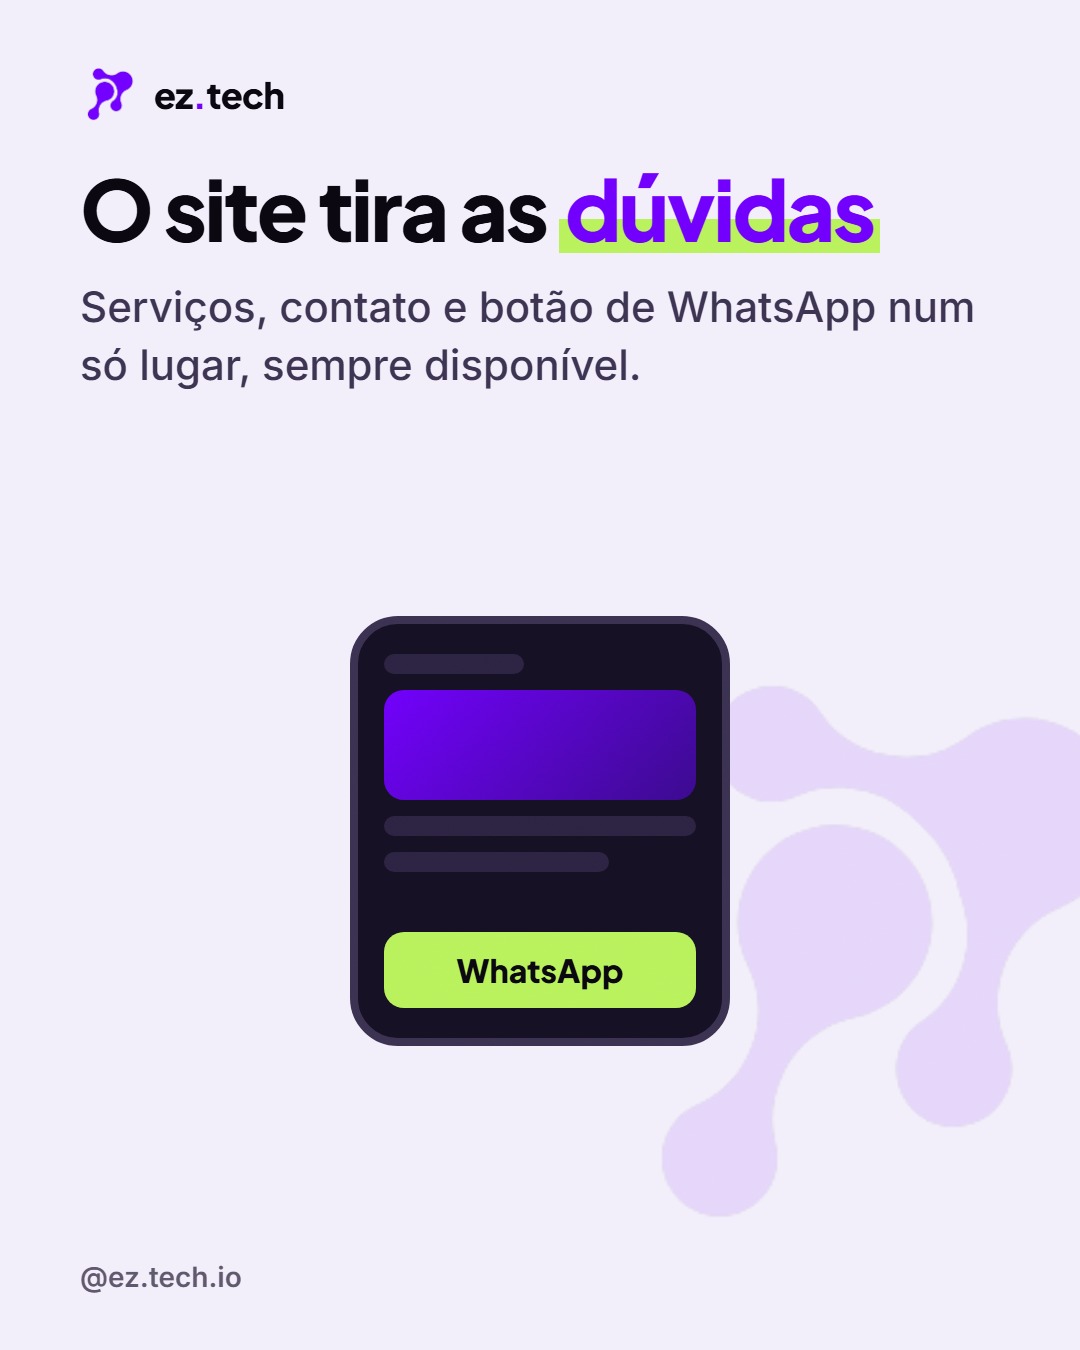 ez.tech
O site tira as dúvidas
Serviços, contato e botão de WhatsApp num
só lugar, sempre disponível.
WhatsApp
@ez.tech.io